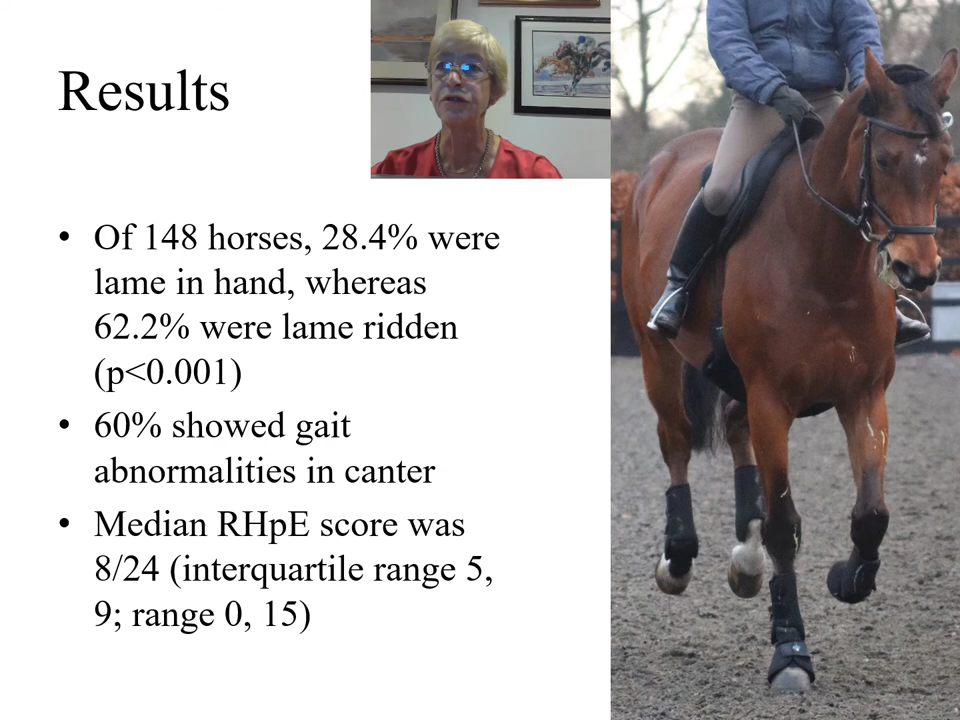 Results
• Of 148 horses, 28.4% were
lame in hand, whereas
62.2% were lame ridden
(p<0.001)
• 60% showed gait
abnormalities in canter
• Median RHpE score was
8/24 (interquartile range 5,
9; range 0, 15)